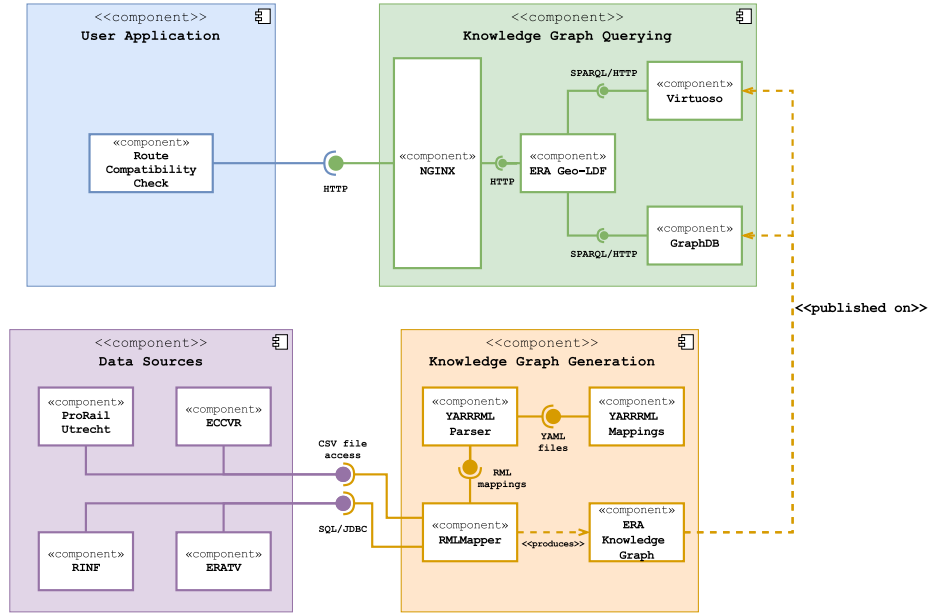 <<component>>
User Application
«component»
Route
Compatibility
Check
HTTP
<<component>>
Knowledge Graph Querying
«component»
NGINX
HTTP
«component»
ERA Geo-LDF
SPARQL/HTTP
«component»
Virtuoso
SPARQL/HTTP
«component»
GraphDB
<<published on>>
<<component>>
Data Sources
«component»
ProRail
Utrecht
«component»
ECCVR
«component»
RINF
«component»
ERATV
CSV file
access
SQL/JDBC
<<component>>
Knowledge Graph Generation
«component»
YARRRML
Parser
YAML
files
«component»
YARRRML
Mappings
RML
mappings
«component»
RMLMapper
<<produces>>
«component»
ERA
Knowledge
Graph